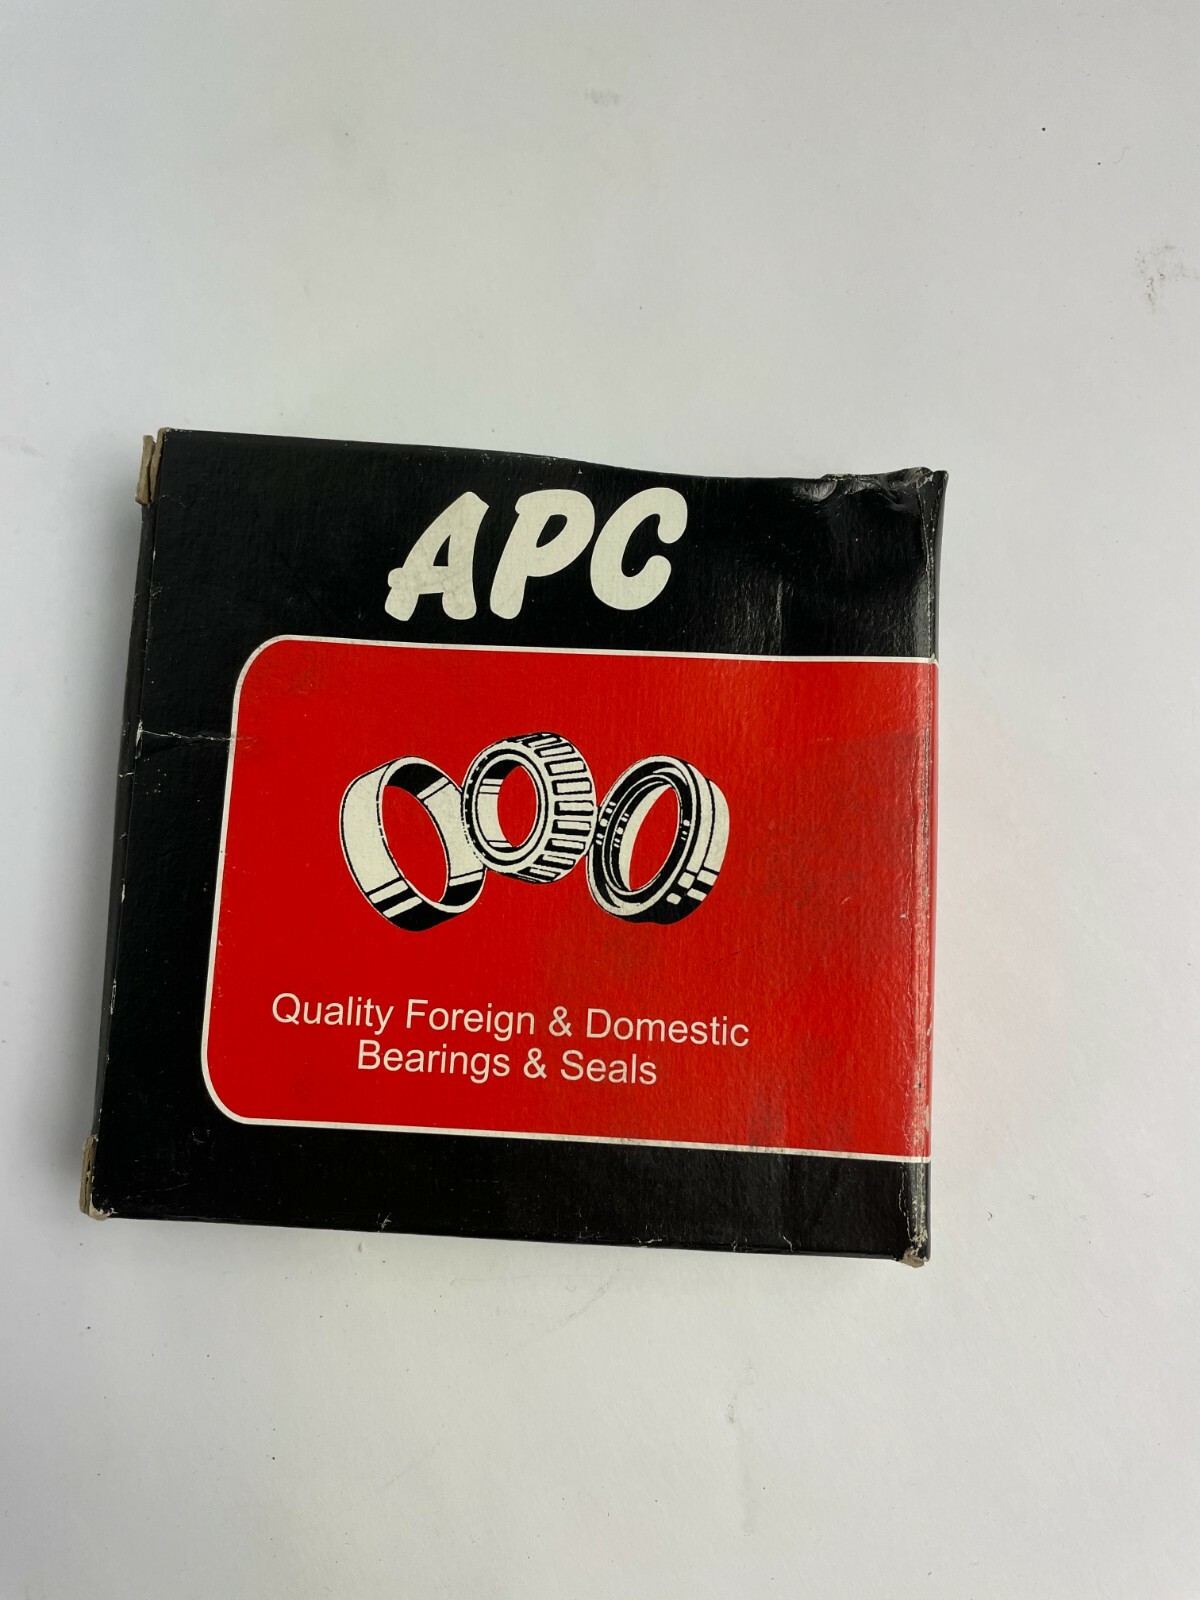 APC
Quality Foreign & Domestic
Bearings & Seals